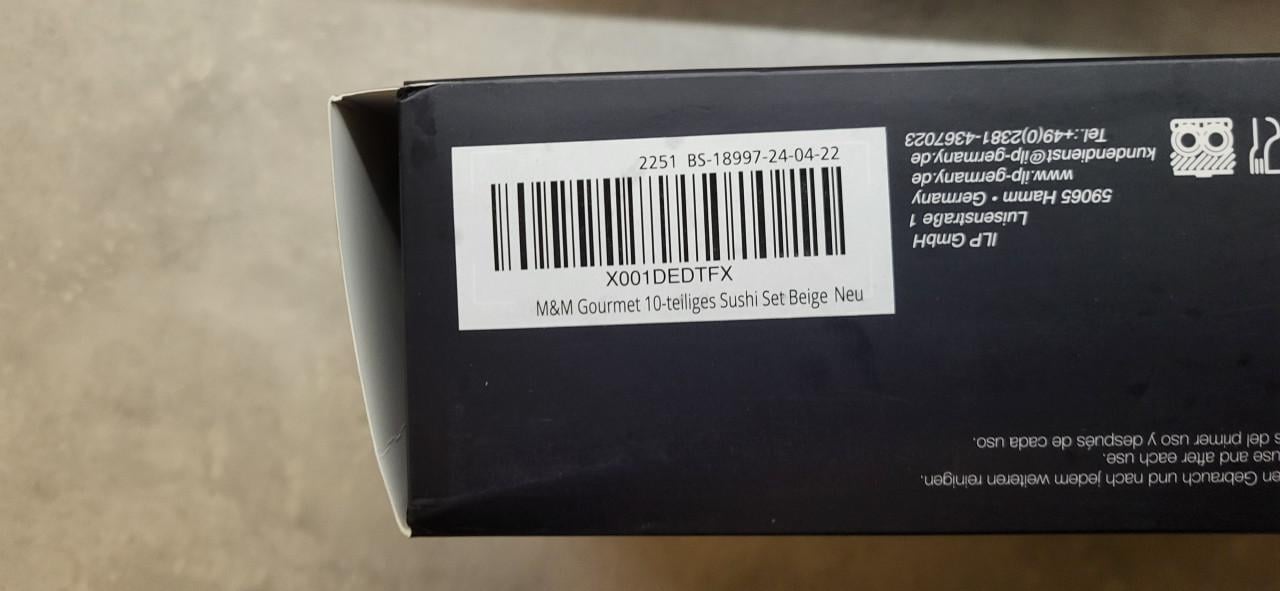 2251 BS-18997-24-04-22
X001DEDTFX
M&M Gourmet 10-teiliges Sushi Set Beige Neu
en Gebrauch und nach jedem weiteren reinigen.
use and after each use.
s del primer uso y después de cada uso.
ILP GmbH
Luisenstraße 1
59065 Hamm • Germany
www.ilp-germany.de
kundendienst@ilp-germany.de
Tel.:+49(0)2381-4367023